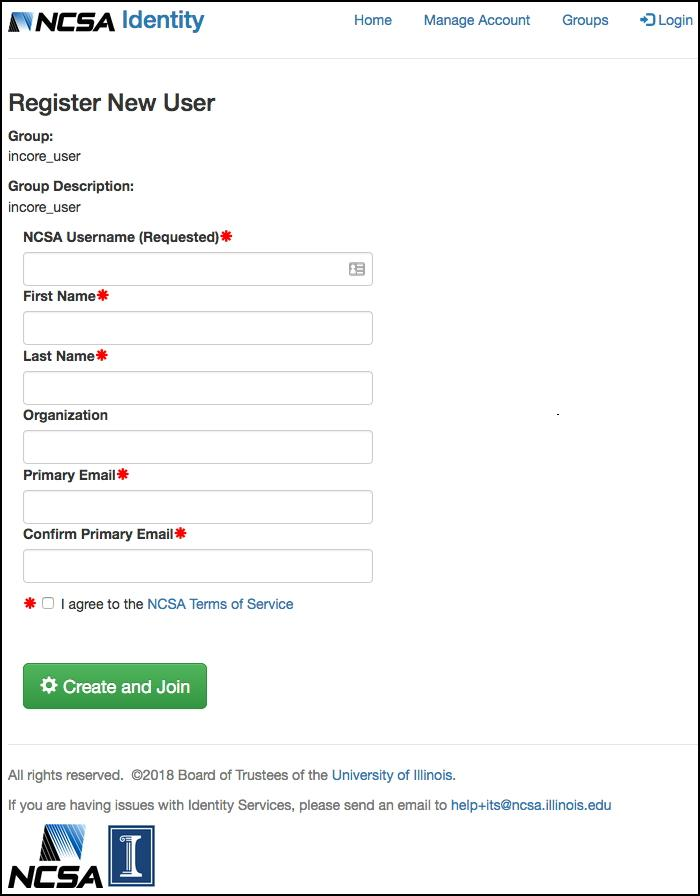 NCSA Identity Home Manage Account Groups Login
Register New User
Group:
incore_user
Group Description:
incore_user
NCSA Username (Requested)*
First Name*
Last Name*
Organization
Primary Email*
Confirm Primary Email*
* I agree to the NCSA Terms of Service
Create and Join
All rights reserved. ©2018 Board of Trustees of the University of Illinois.
If you are having issues with Identity Services, please send an email to help+its@ncsa.illinois.edu
NCSA I